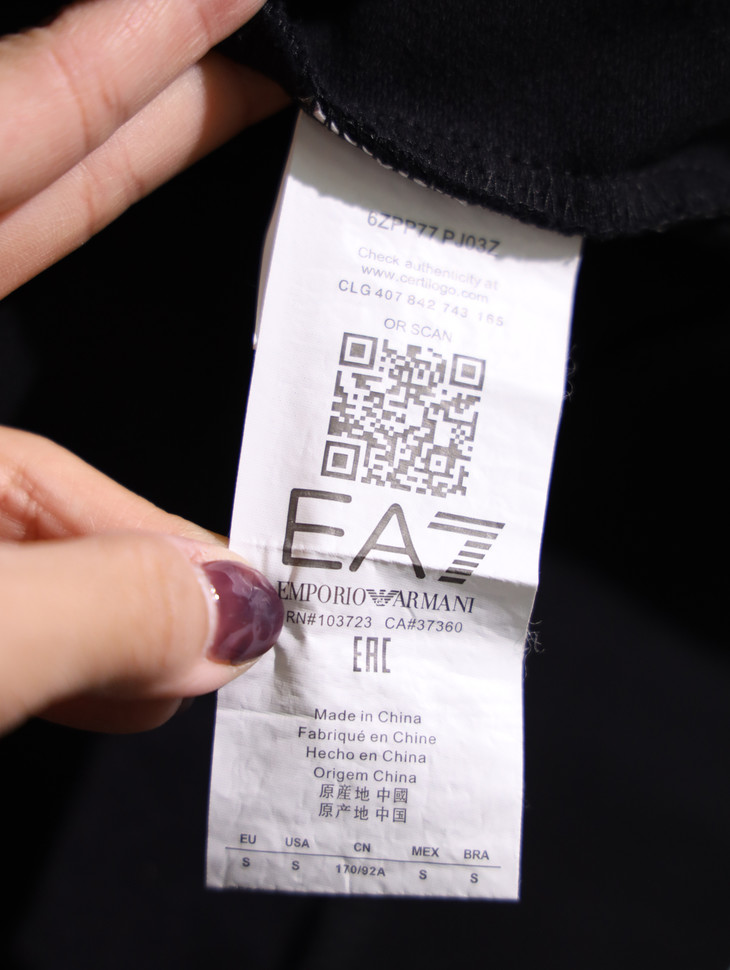 6ZPP77 PJ03Z
Check authenticity at
www.certilogo.com
CLG 407 842 743 1RS
OR SCAN
EA7
EMPORIO ARMANI
RN#103723 CA#37360
EAC
Made in China
Fabriqué en Chine
Hecho en China
Origem China
原産地 中國
原产地 中国
EU USA CN MEX BRA
S S 170/92A S S